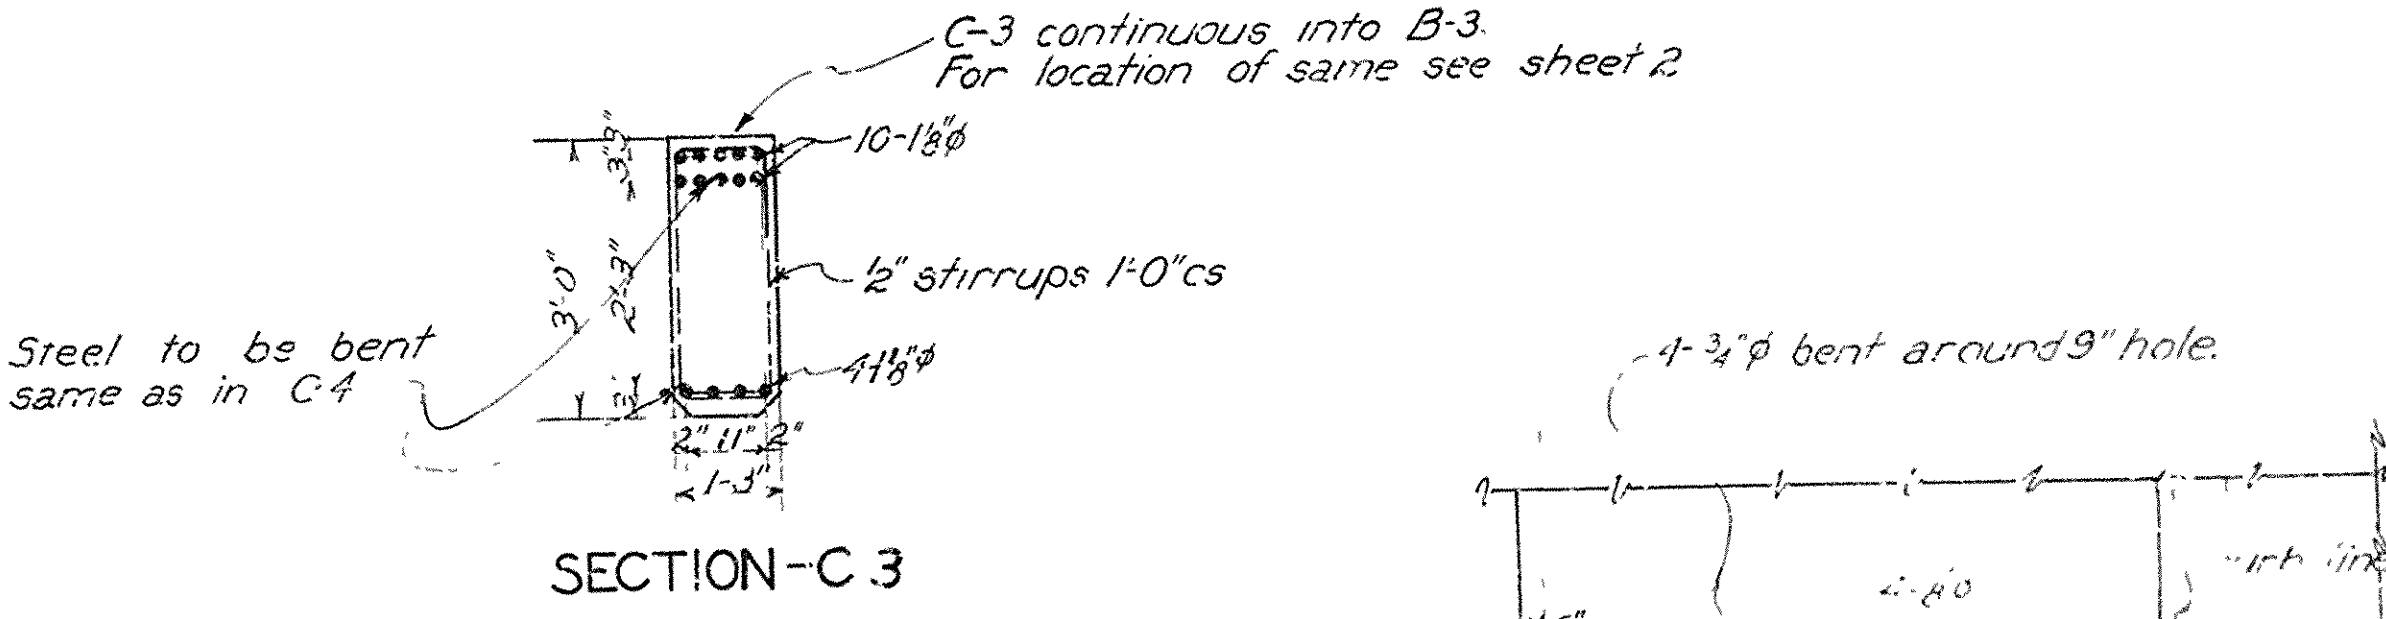 C-3 continuous into B-3.
For location of same see sheet 2
10-1⅛"ϕ
3'-0"
2'-3"
½" stirrups 1'-0"cs
Steel to be bent
same as in C-4
4-1⅛"ϕ
2" 11" 2"
1'-3"
SECTION-C 3
4-¾"ϕ bent around 9" hole.